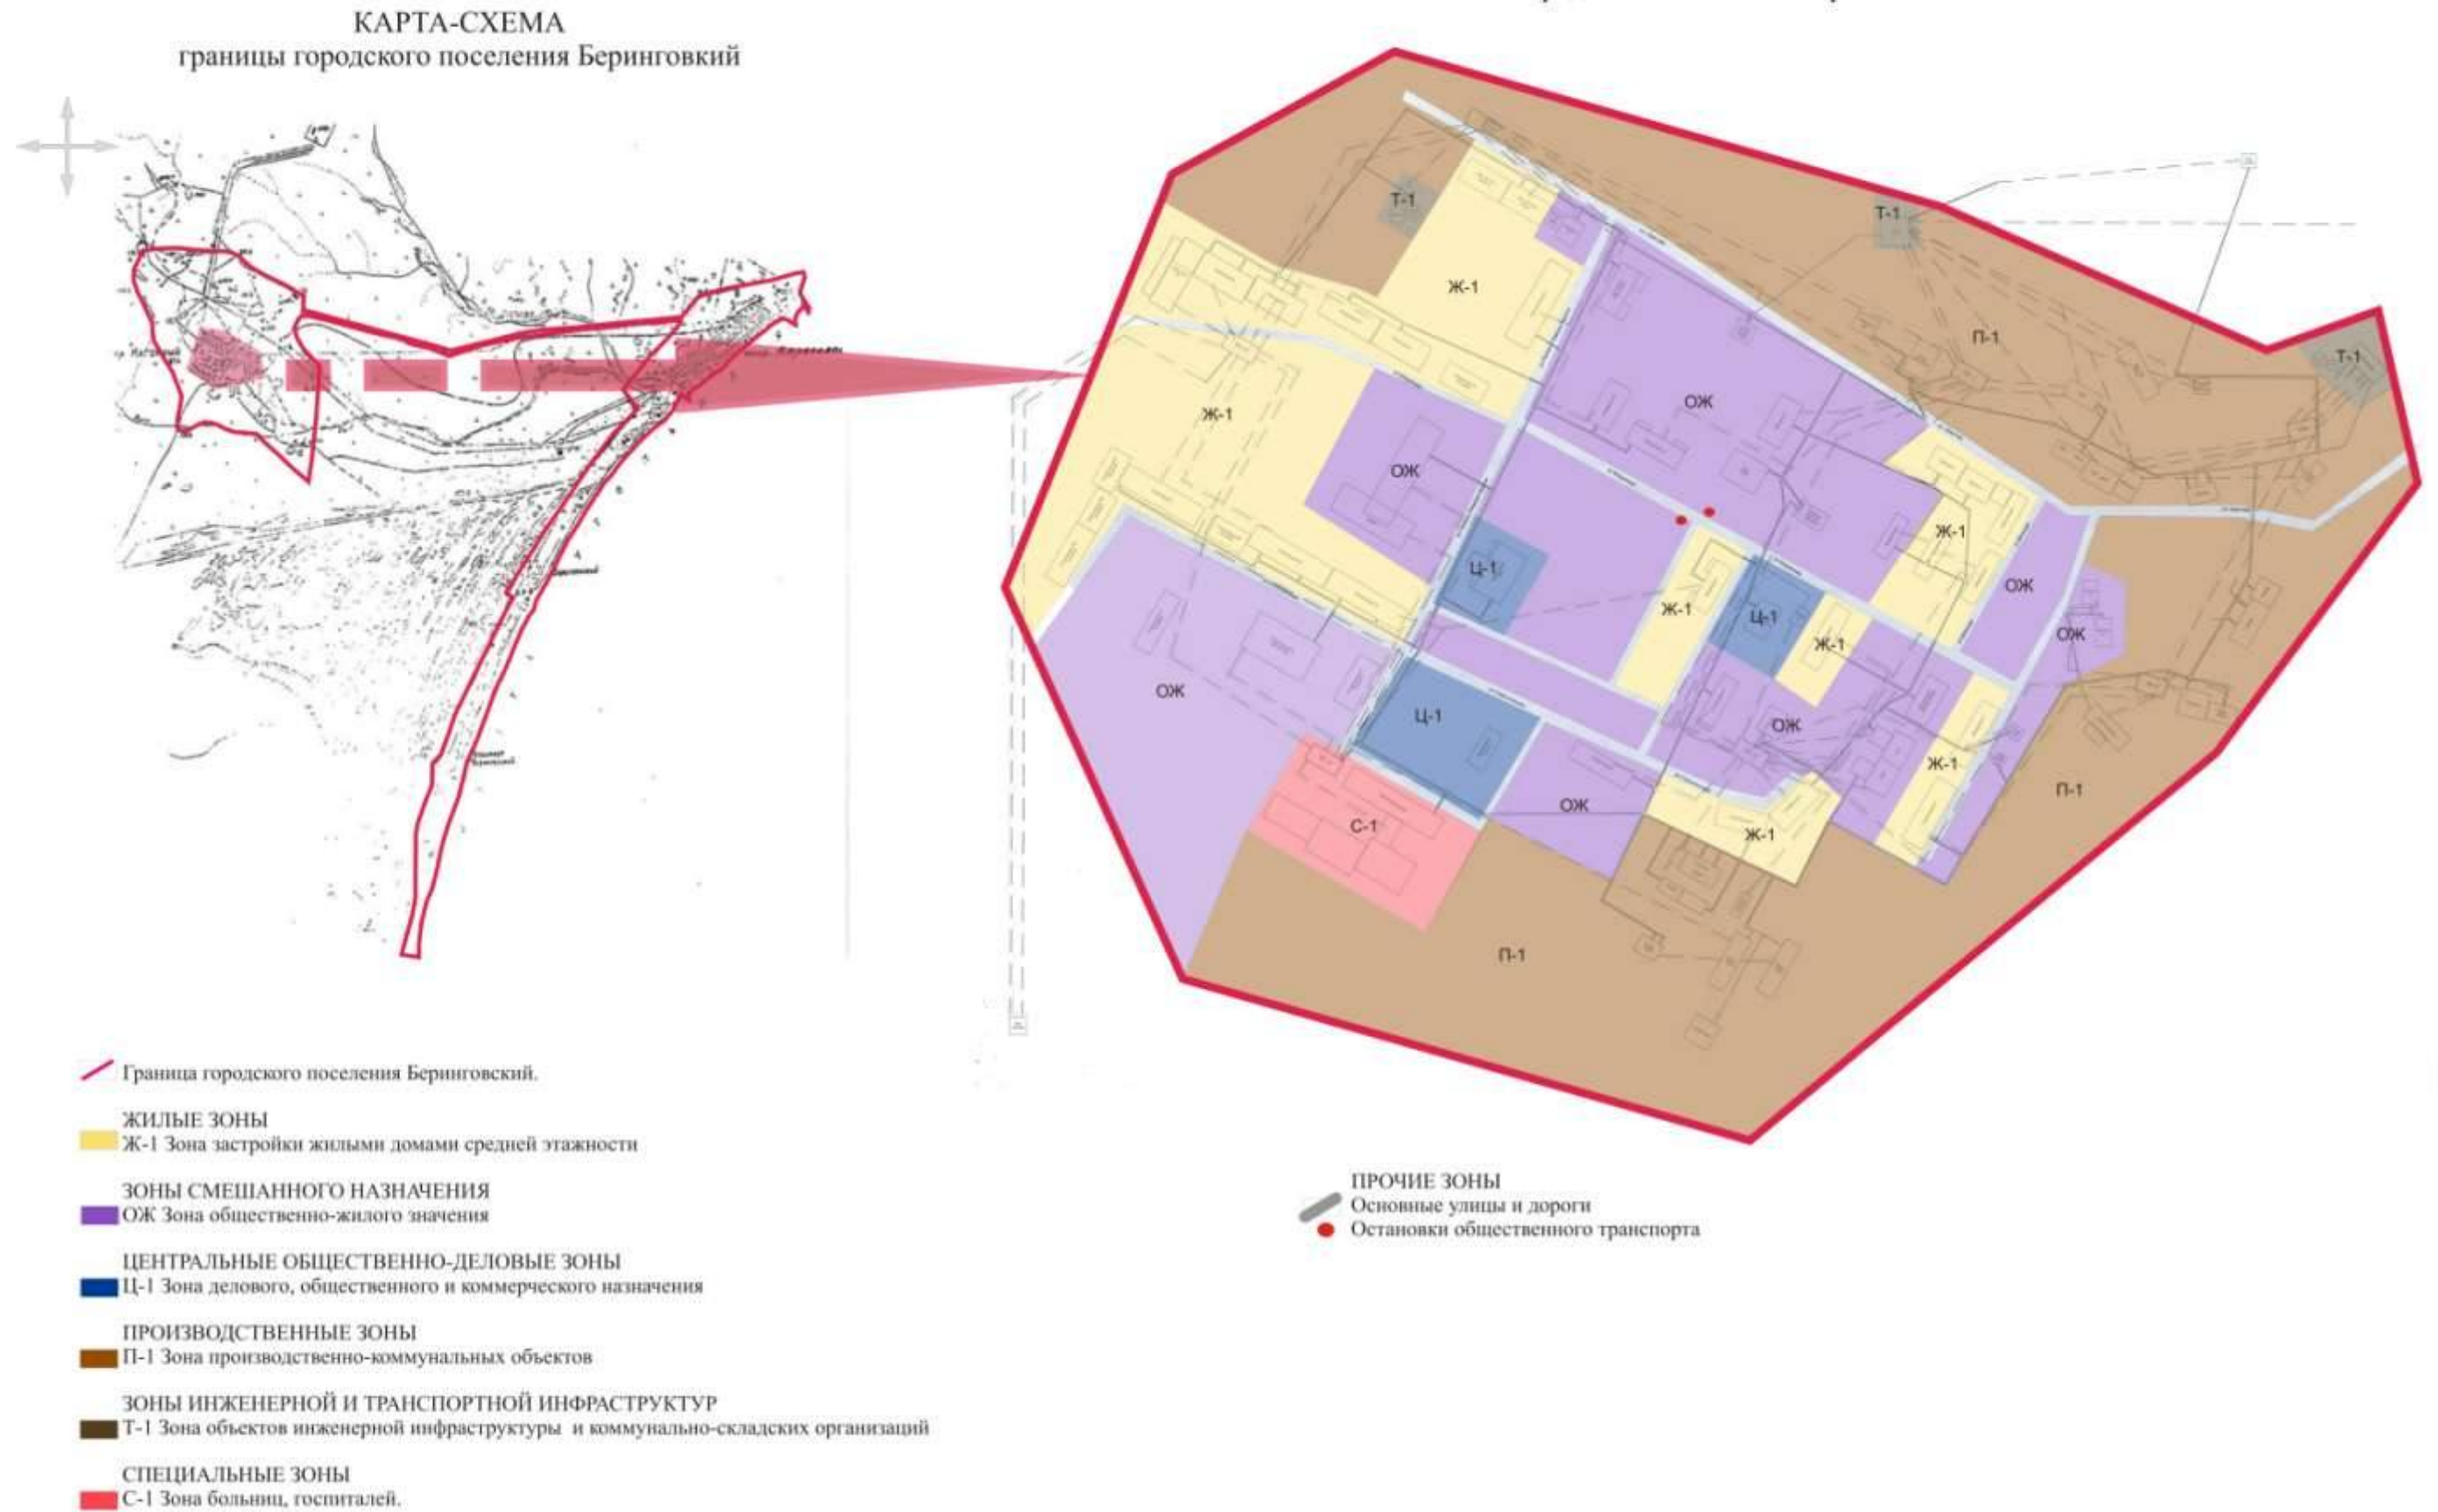 КАРТА-СХЕМА
границы городского поселения Беринговкий
Т-1
Т-1
Ж-1
П-1
Т-1
ОЖ
Ж-1
ОЖ
Ж-1
Ц-1
ОЖ
Ж-1
Ц-1
ОЖ
Ж-1
ОЖ
Ц-1
ОЖ
Ж-1
П-1
ОЖ
С-1
Ж-1
П-1
Граница городского поселения Беринговский.
ЖИЛЫЕ ЗОНЫ
Ж-1 Зона застройки жилыми домами средней этажности
ЗОНЫ СМЕШАННОГО НАЗНАЧЕНИЯ
ОЖ Зона общественно-жилого значения
ЦЕНТРАЛЬНЫЕ ОБЩЕСТВЕННО-ДЕЛОВЫЕ ЗОНЫ
Ц-1 Зона делового, общественного и коммерческого назначения
ПРОИЗВОДСТВЕННЫЕ ЗОНЫ
П-1 Зона производственно-коммунальных объектов
ЗОНЫ ИНЖЕНЕРНОЙ И ТРАНСПОРТНОЙ ИНФРАСТРУКТУР
Т-1 Зона объектов инженерной инфраструктуры и коммунально-складских организаций
СПЕЦИАЛЬНЫЕ ЗОНЫ
С-1 Зона больниц, госпиталей.
ПРОЧИЕ ЗОНЫ
Основные улицы и дороги
Остановки общественного транспорта